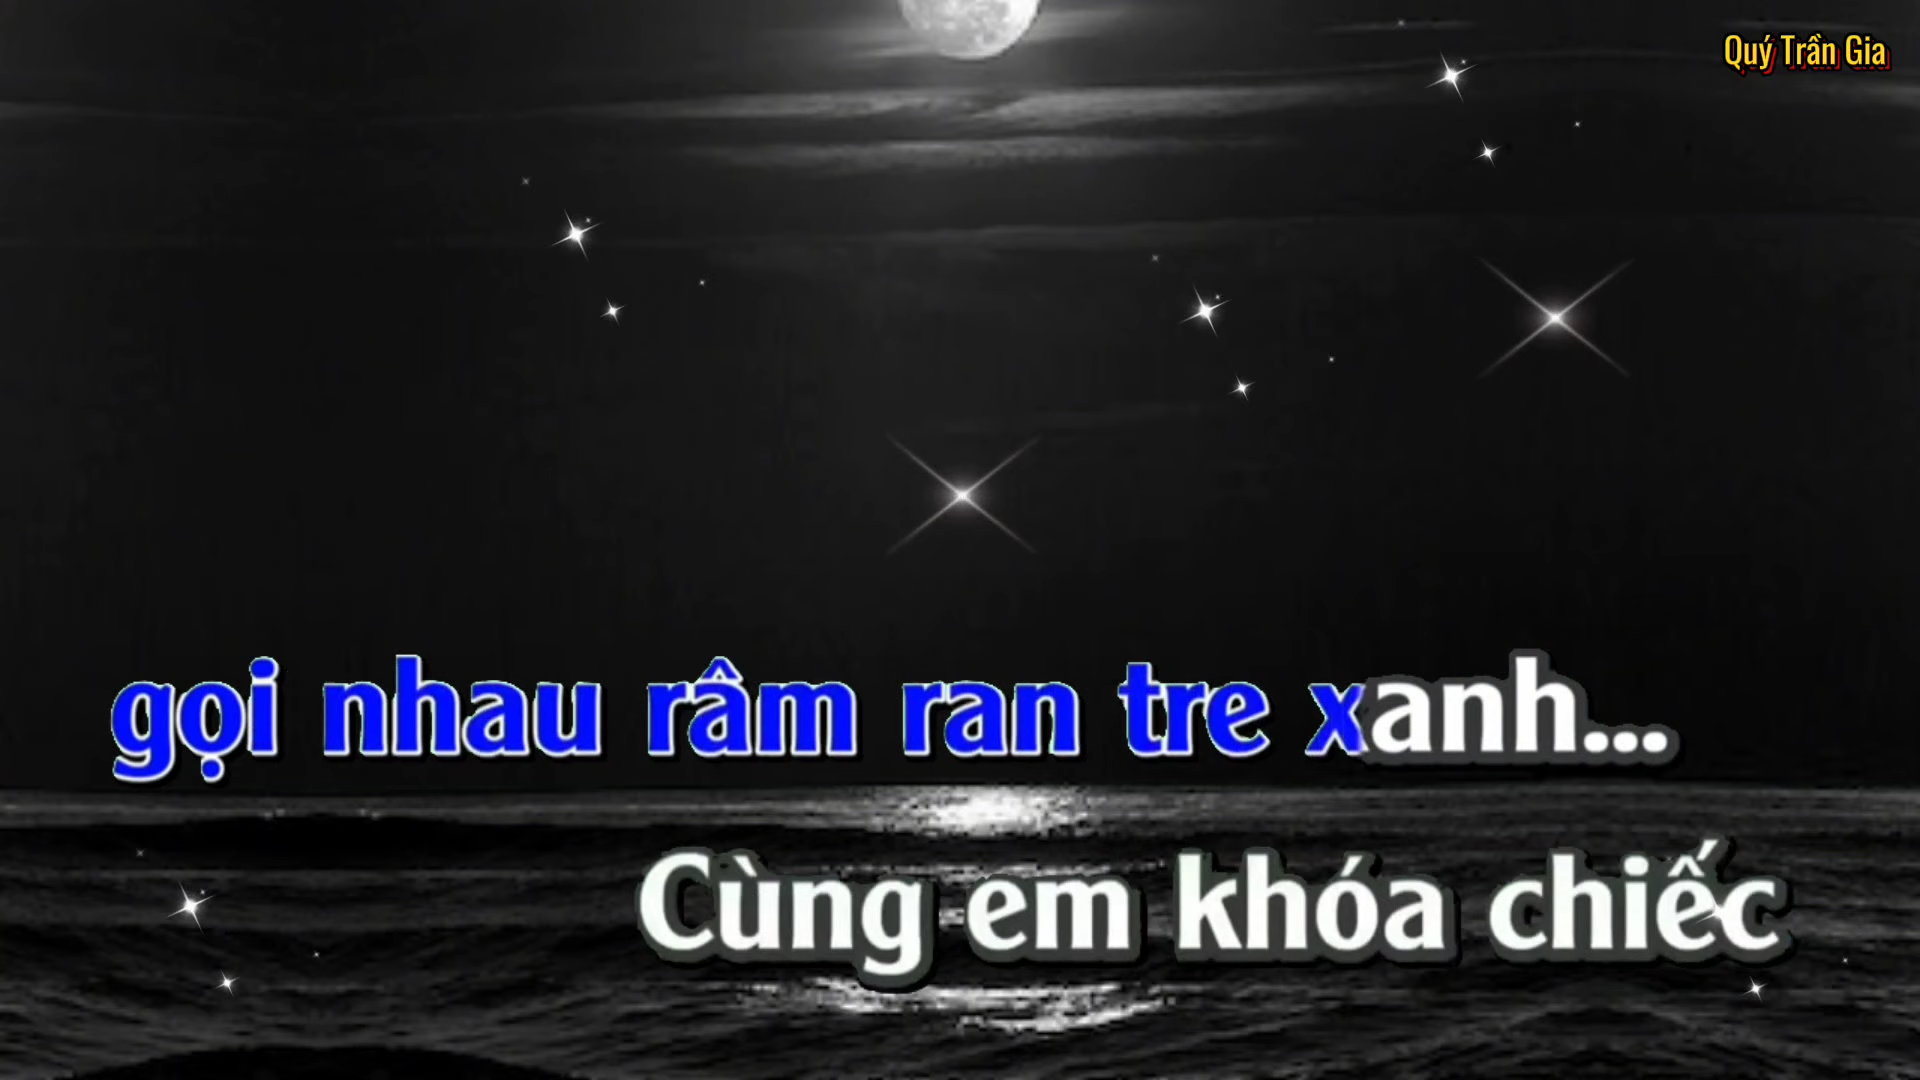 Quý Trần Gia
gọi nhau râm ran tre xanh...
Cùng em khóa chiếc